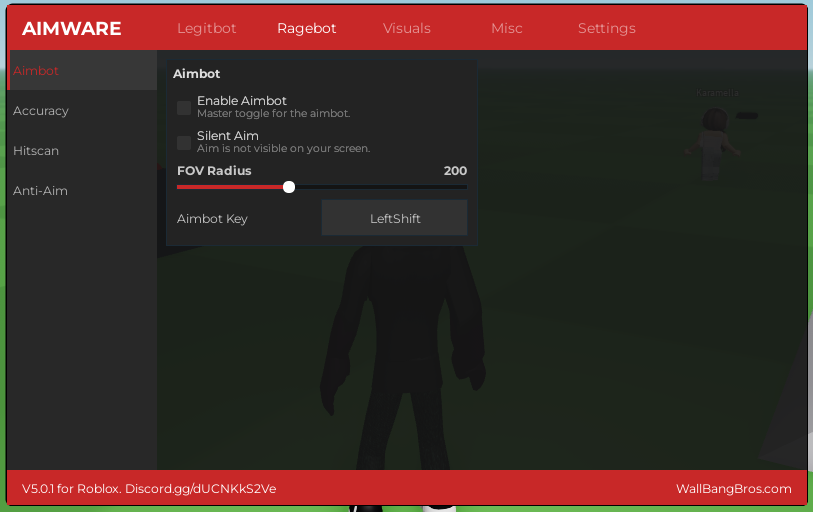 AIMWARE
Legitbot Ragebot Visuals Misc Settings
Aimbot
Accuracy
Hitscan
Anti-Aim
Aimbot
Enable Aimbot
Master toggle for the aimbot.
Silent Aim
Aim is not visible on your screen.
FOV Radius 200
Aimbot Key LeftShift
V5.0.1 for Roblox. Discord.gg/dUCNKkS2Ve
WallBangBros.com